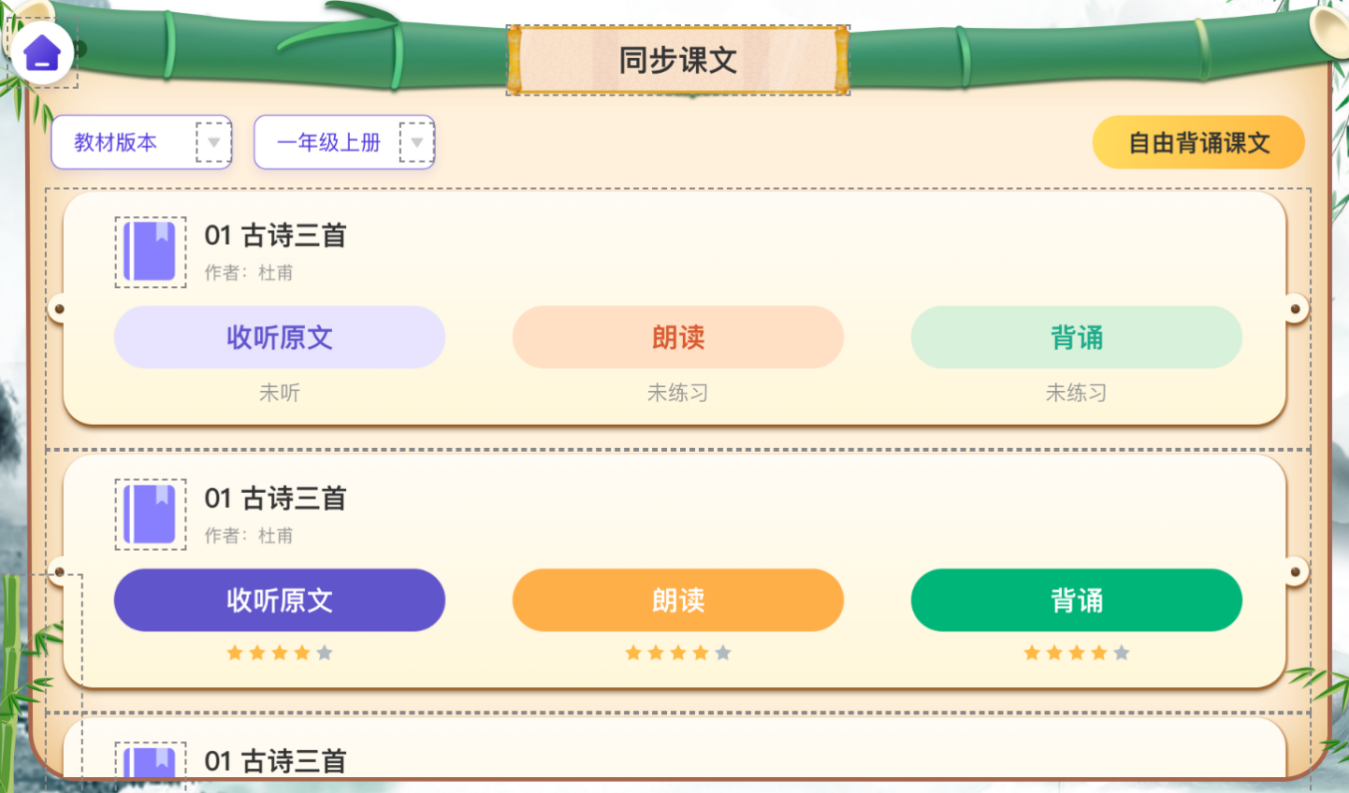 同步课文
教材版本 一年级上册 自由背诵课文
01 古诗三首
作者：杜甫
收听原文 朗读 背诵
未听 未练习 未练习
01 古诗三首
作者：杜甫
收听原文 朗读 背诵
01 古诗三首